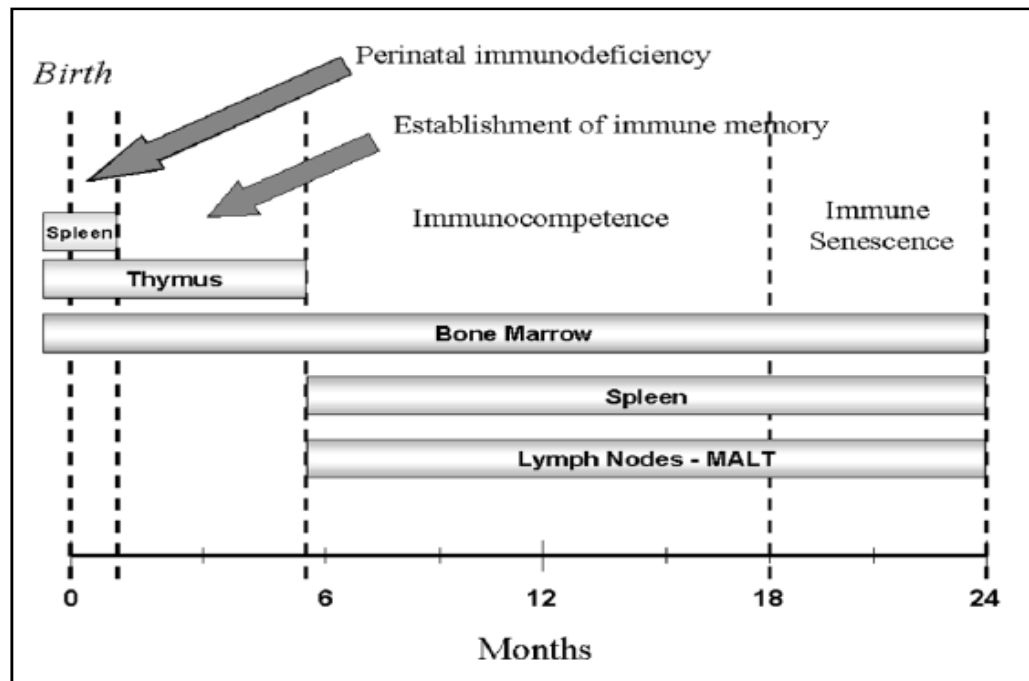 Perinatal immunodeficiency
Birth
Establishment of immune memory
Immunocompetence
Immune
Senescence
Spleen
Thymus
Bone Marrow
Spleen
Lymph Nodes - MALT
0 6 12 18 24
Months